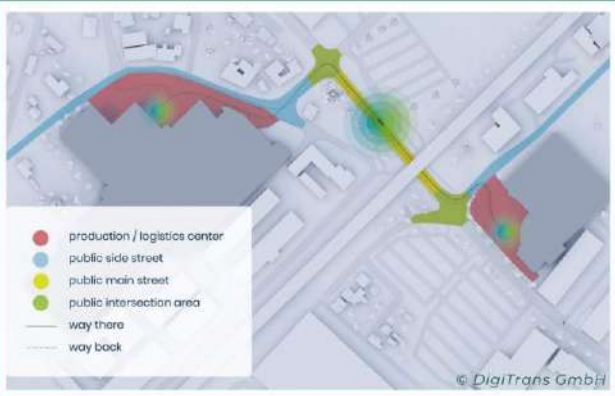 production / logistics center
public side street
public main street
public intersection area
way there
way back
© DigiTrans GmbH